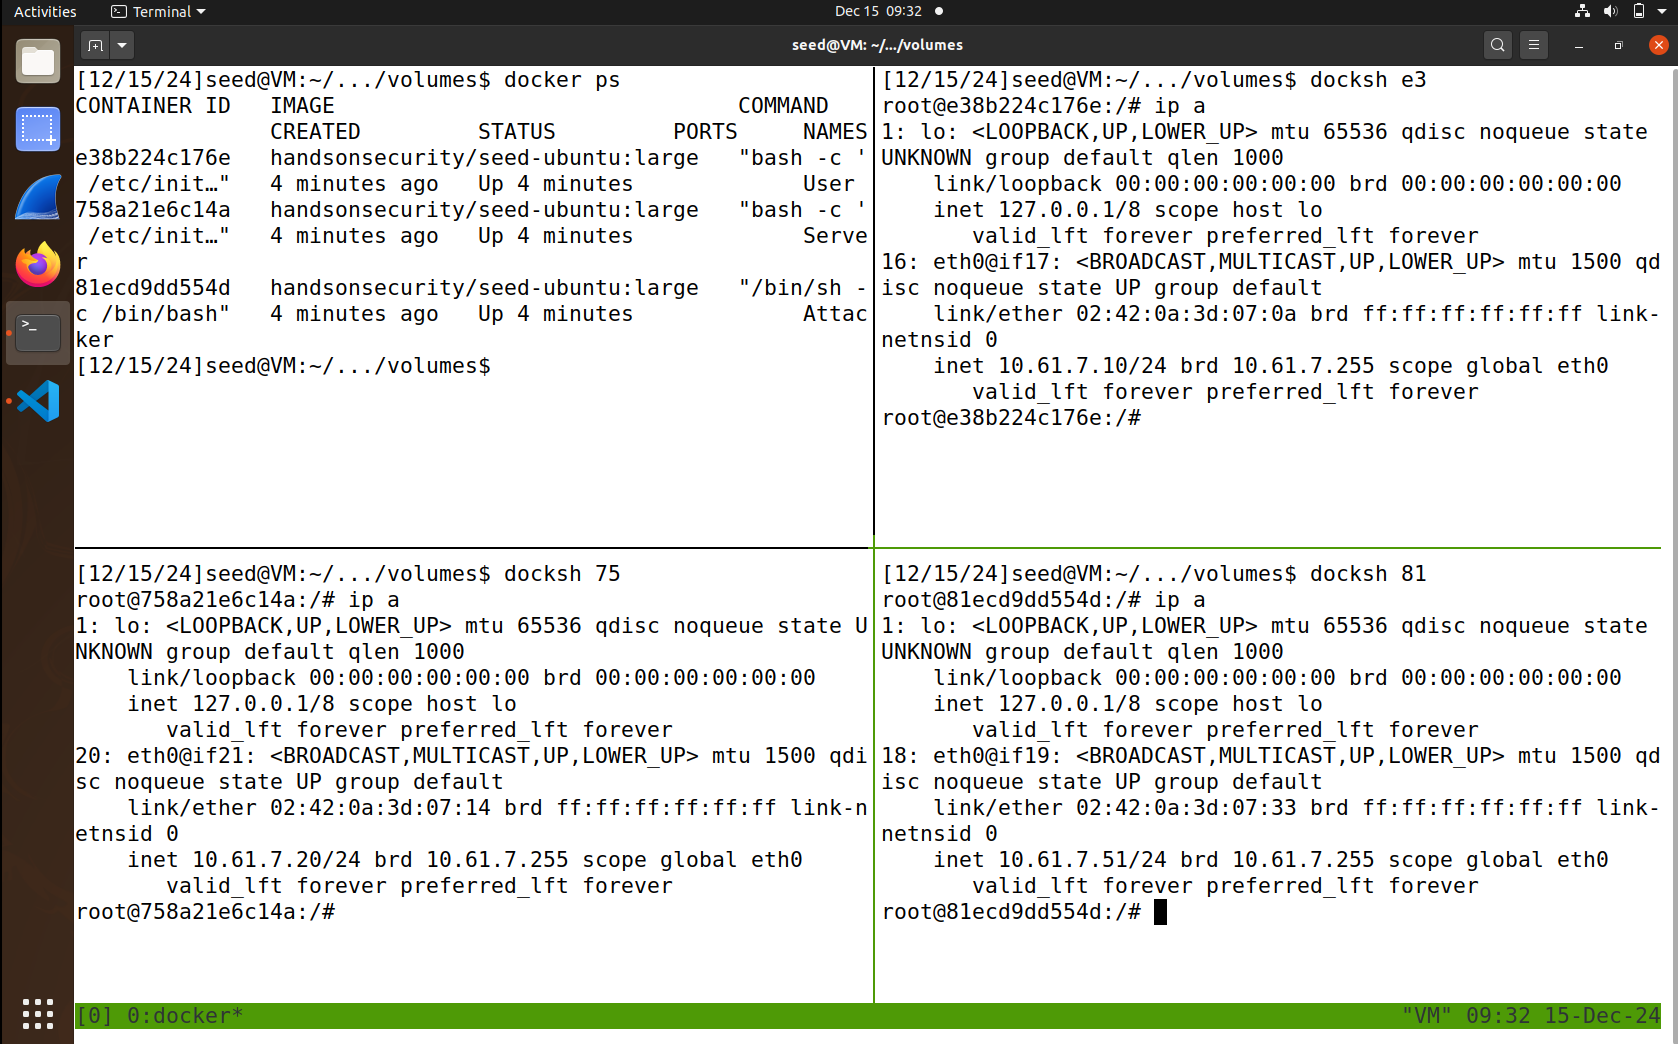 Activities
Terminal
Dec 15 09:32
seed@VM: ~/.../volumes
[12/15/24]seed@VM:~/.../volumes$ docker ps
CONTAINER ID   IMAGE                               COMMAND
               CREATED         STATUS         PORTS     NAMES
e38b224c176e   handsonsecurity/seed-ubuntu:large   "bash -c '
 /etc/init…"   4 minutes ago   Up 4 minutes             User
758a21e6c14a   handsonsecurity/seed-ubuntu:large   "bash -c '
 /etc/init…"   4 minutes ago   Up 4 minutes             Serve
r
81ecd9dd554d   handsonsecurity/seed-ubuntu:large   "/bin/sh -
c /bin/bash"   4 minutes ago   Up 4 minutes             Attac
ker
[12/15/24]seed@VM:~/.../volumes$
[12/15/24]seed@VM:~/.../volumes$ docksh e3
root@e38b224c176e:/# ip a
1: lo: <LOOPBACK,UP,LOWER_UP> mtu 65536 qdisc noqueue state
UNKNOWN group default qlen 1000
    link/loopback 00:00:00:00:00:00 brd 00:00:00:00:00:00
    inet 127.0.0.1/8 scope host lo
       valid_lft forever preferred_lft forever
16: eth0@if17: <BROADCAST,MULTICAST,UP,LOWER_UP> mtu 1500 qd
isc noqueue state UP group default
    link/ether 02:42:0a:3d:07:0a brd ff:ff:ff:ff:ff:ff link-
netnsid 0
    inet 10.61.7.10/24 brd 10.61.7.255 scope global eth0
       valid_lft forever preferred_lft forever
root@e38b224c176e:/#
[12/15/24]seed@VM:~/.../volumes$ docksh 75
root@758a21e6c14a:/# ip a
1: lo: <LOOPBACK,UP,LOWER_UP> mtu 65536 qdisc noqueue state U
NKNOWN group default qlen 1000
    link/loopback 00:00:00:00:00:00 brd 00:00:00:00:00:00
    inet 127.0.0.1/8 scope host lo
       valid_lft forever preferred_lft forever
20: eth0@if21: <BROADCAST,MULTICAST,UP,LOWER_UP> mtu 1500 qdi
sc noqueue state UP group default
    link/ether 02:42:0a:3d:07:14 brd ff:ff:ff:ff:ff:ff link-n
etnsid 0
    inet 10.61.7.20/24 brd 10.61.7.255 scope global eth0
       valid_lft forever preferred_lft forever
root@758a21e6c14a:/#
[12/15/24]seed@VM:~/.../volumes$ docksh 81
root@81ecd9dd554d:/# ip a
1: lo: <LOOPBACK,UP,LOWER_UP> mtu 65536 qdisc noqueue state
UNKNOWN group default qlen 1000
    link/loopback 00:00:00:00:00:00 brd 00:00:00:00:00:00
    inet 127.0.0.1/8 scope host lo
       valid_lft forever preferred_lft forever
18: eth0@if19: <BROADCAST,MULTICAST,UP,LOWER_UP> mtu 1500 qd
isc noqueue state UP group default
    link/ether 02:42:0a:3d:07:33 brd ff:ff:ff:ff:ff:ff link-
netnsid 0
    inet 10.61.7.51/24 brd 10.61.7.255 scope global eth0
       valid_lft forever preferred_lft forever
root@81ecd9dd554d:/#
[0] 0:docker*
"VM" 09:32 15-Dec-24